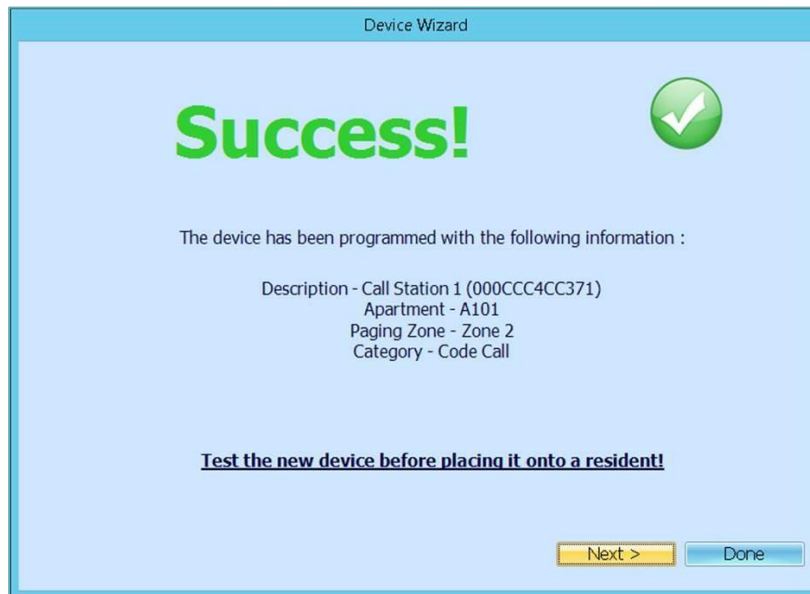 Device Wizard
Success!
The device has been programmed with the following information :
Description - Call Station 1 (000CCC4CC371)
Apartment - A101
Paging Zone - Zone 2
Category - Code Call
Test the new device before placing it onto a resident!
Next >
Done